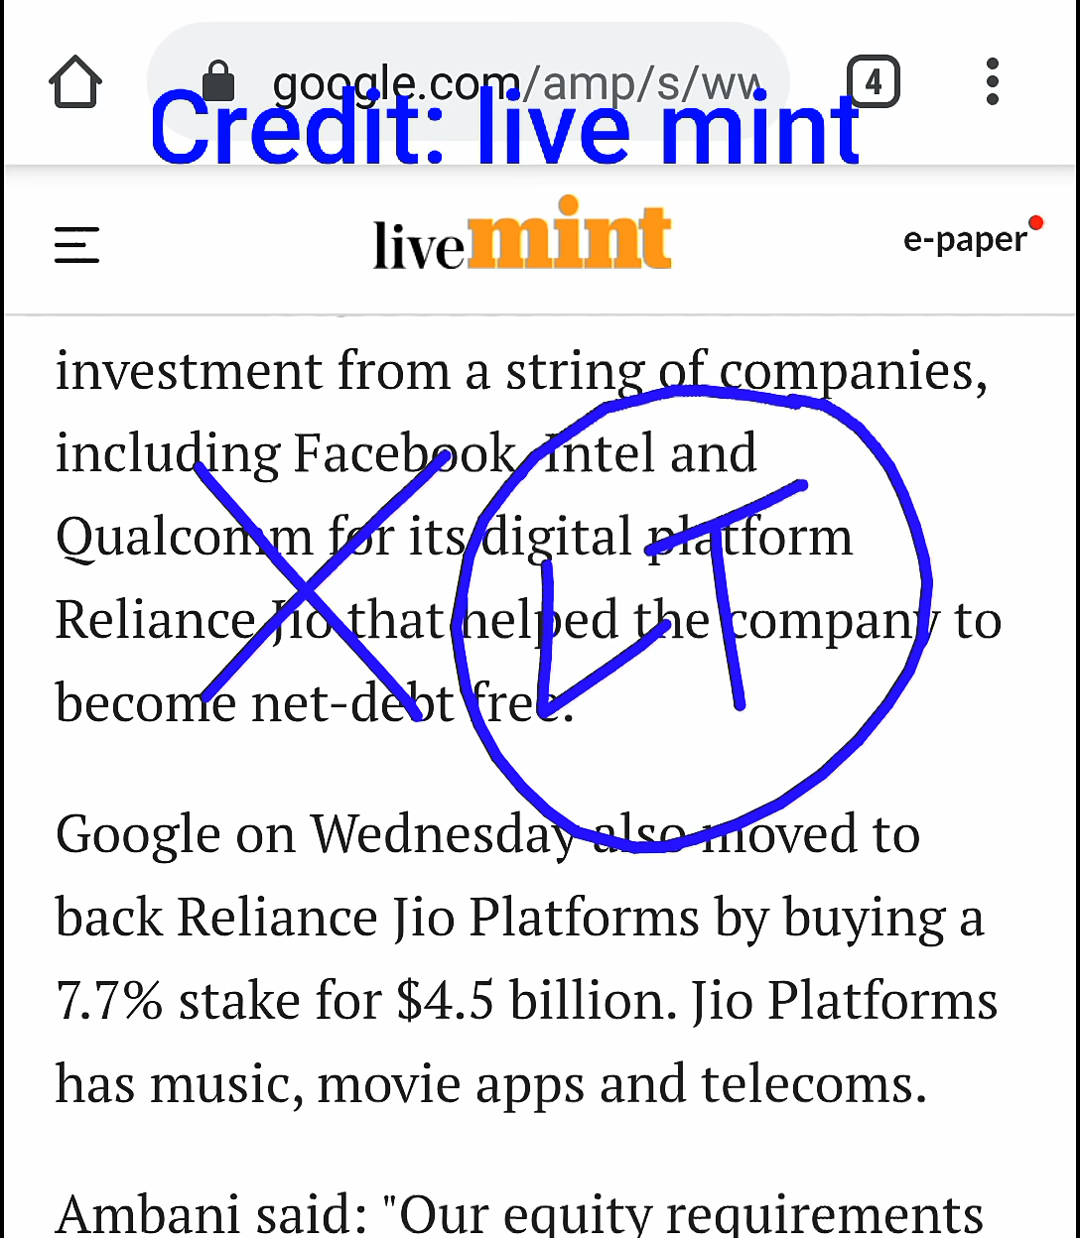 google.com/amp/s/ww
4
Credit: live mint
livemint
e-paper
investment from a string of companies,
including Facebook, Intel and
Qualcomm for its digital platform
Reliance Jio that helped the company to
become net-debt free.
X LT
Google on Wednesday also moved to
back Reliance Jio Platforms by buying a
7.7% stake for $4.5 billion. Jio Platforms
has music, movie apps and telecoms.
Ambani said: "Our equity requirements